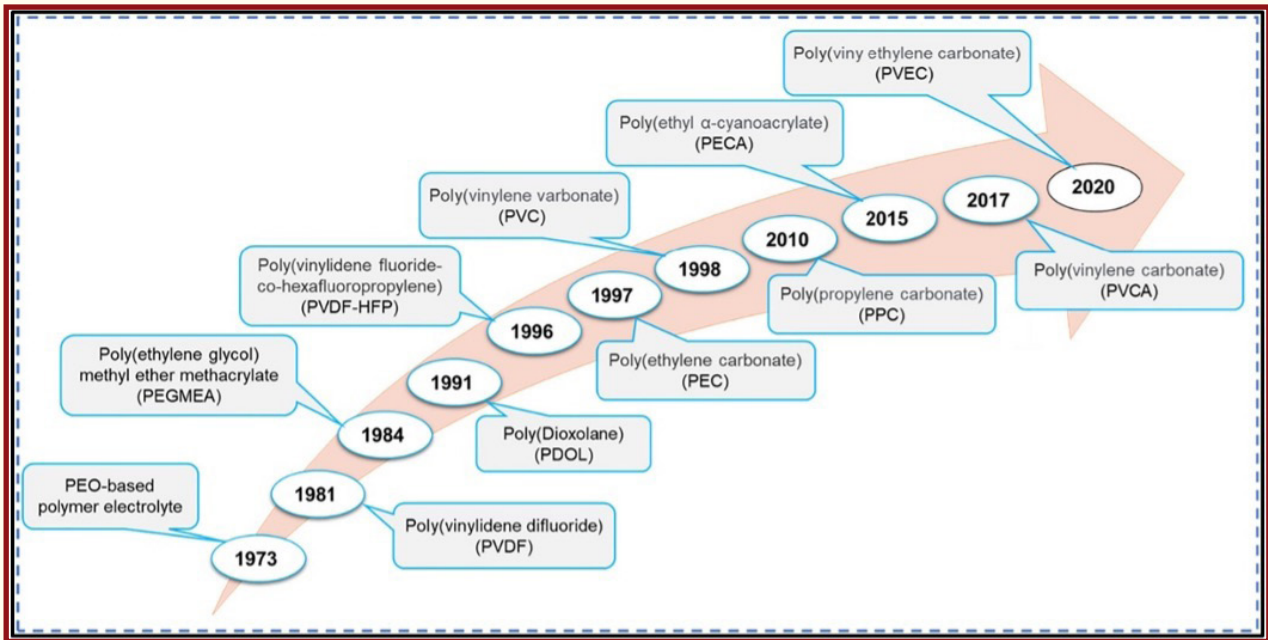 PEO-based
polymer electrolyte
1973
1981
Poly(vinylidene difluoride)
(PVDF)
Poly(ethylene glycol)
methyl ether methacrylate
(PEGMEA)
1984
1991
Poly(Dioxolane)
(PDOL)
Poly(vinylidene fluoride-
co-hexafluoropropylene)
(PVDF-HFP)
1996
1997
Poly(ethylene carbonate)
(PEC)
Poly(vinylene varbonate)
(PVC)
1998
2010
Poly(propylene carbonate)
(PPC)
Poly(ethyl α-cyanoacrylate)
(PECA)
2015
2017
Poly(vinylene carbonate)
(PVCA)
Poly(viny ethylene carbonate)
(PVEC)
2020